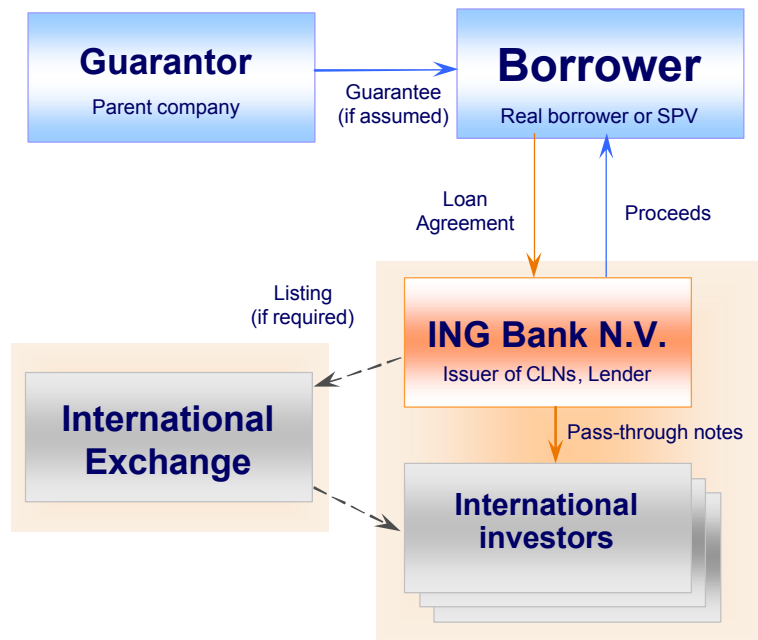 Guarantor
Parent company
Guarantee
(if assumed)
Borrower
Real borrower or SPV
Loan
Agreement
Proceeds
Listing
(if required)
ING Bank N.V.
Issuer of CLNs, Lender
International
Exchange
Pass-through notes
International
investors